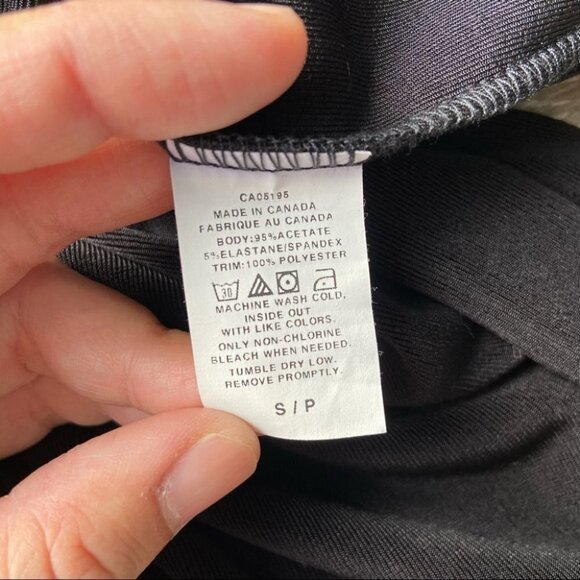 CA05195
MADE IN CANADA
FABRIQUE AU CANADA
BODY:95%ACETATE
5%ELASTANE/SPANDEX
TRIM:100% POLYESTER
30
MACHINE WASH COLD,
INSIDE OUT
WITH LIKE COLORS.
ONLY NON-CHLORINE
BLEACH WHEN NEEDED.
TUMBLE DRY LOW.
REMOVE PROMPTLY.
S / P